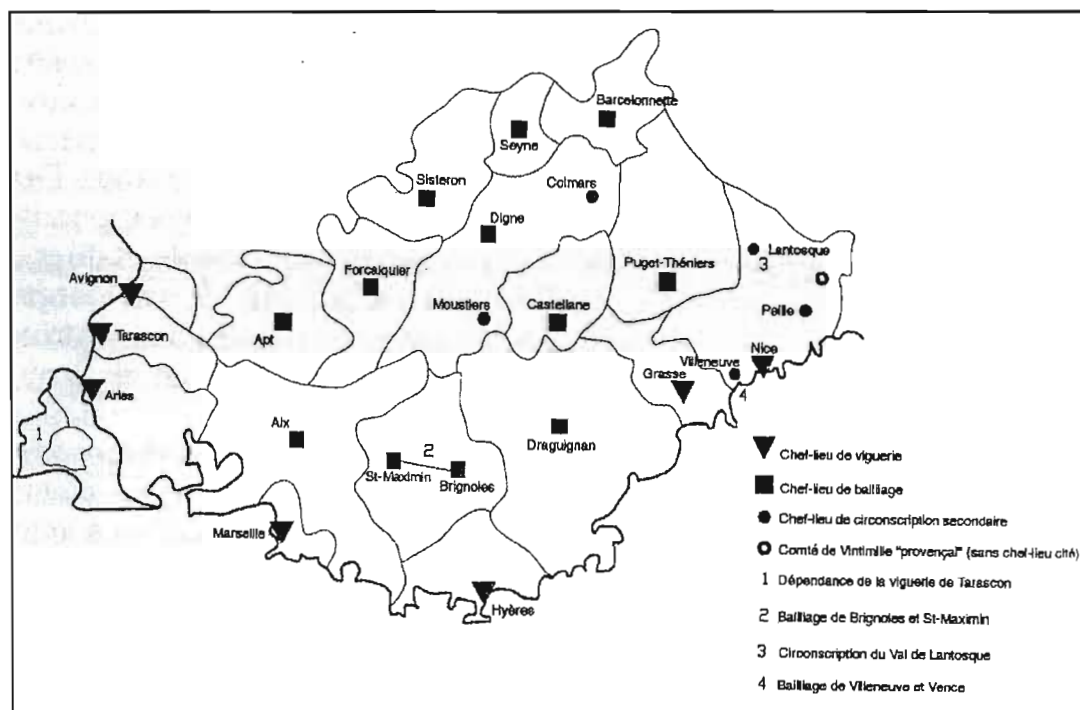 Barcelonnette
Seyne
Sisteron
Colmars
Digne
Lantosque
3
Avignon
Forcalquier
Puget-Théniers
Moustiers
Castellane
Peille
Tarascon
Apt
Nice
Villeneuve
Grasse
4
Arles
1
Aix
2
St-Maximin
Brignoles
Draguignan
Marseille
Hyères
Chef-lieu de viguerie
Chef-lieu de bailliage
Chef-lieu de circonscription secondaire
Comté de Vintimille "provençal" (sans chef-lieu cité)
1 Dépendance de la viguerie de Tarascon
2 Bailliage de Brignoles et St-Maximin
3 Circonscription du Val de Lantosque
4 Bailliage de Villeneuve et Vence